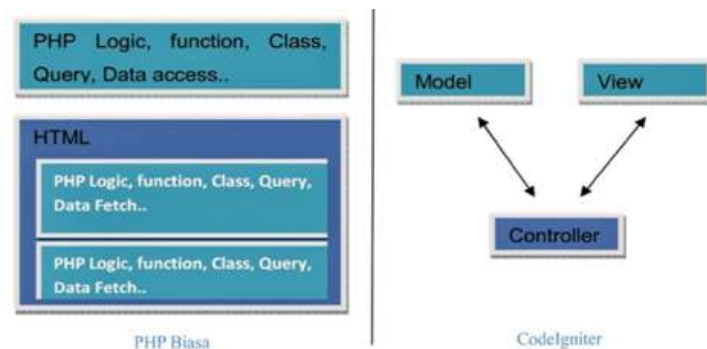 PHP Logic, function, Class,
Query, Data access..
HTML
PHP Logic, function, Class, Query,
Data Fetch..
PHP Logic, function, Class, Query,
Data Fetch..
PHP Biasa
Model
View
Controller
CodeIgniter